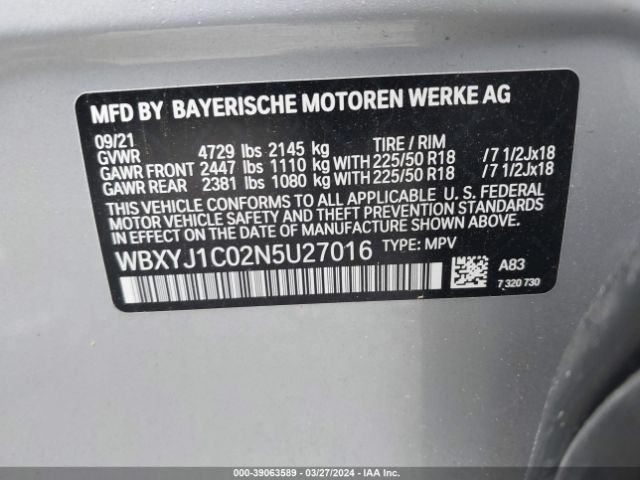 MFD BY BAYERISCHE MOTOREN WERKE AG
09/21
GVWR 4729 lbs 2145 kg TIRE / RIM
GAWR FRONT 2447 lbs 1110 kg WITH 225/50 R18 /7 1/2Jx18
GAWR REAR 2381 lbs 1080 kg WITH 225/50 R18 /7 1/2Jx18
THIS VEHICLE CONFORMS TO ALL APPLICABLE U. S. FEDERAL
MOTOR VEHICLE SAFETY, BUMPER, AND THEFT PREVENTION
STANDARDS IN EFFECT ON THE DATE OF MANUFACTURE SHOWN ABOVE.
WBXYJ1C02N5U27016 TYPE: MPV
A83
7 320 730
000-39063589 | 03/27/2024 | IAA Inc.